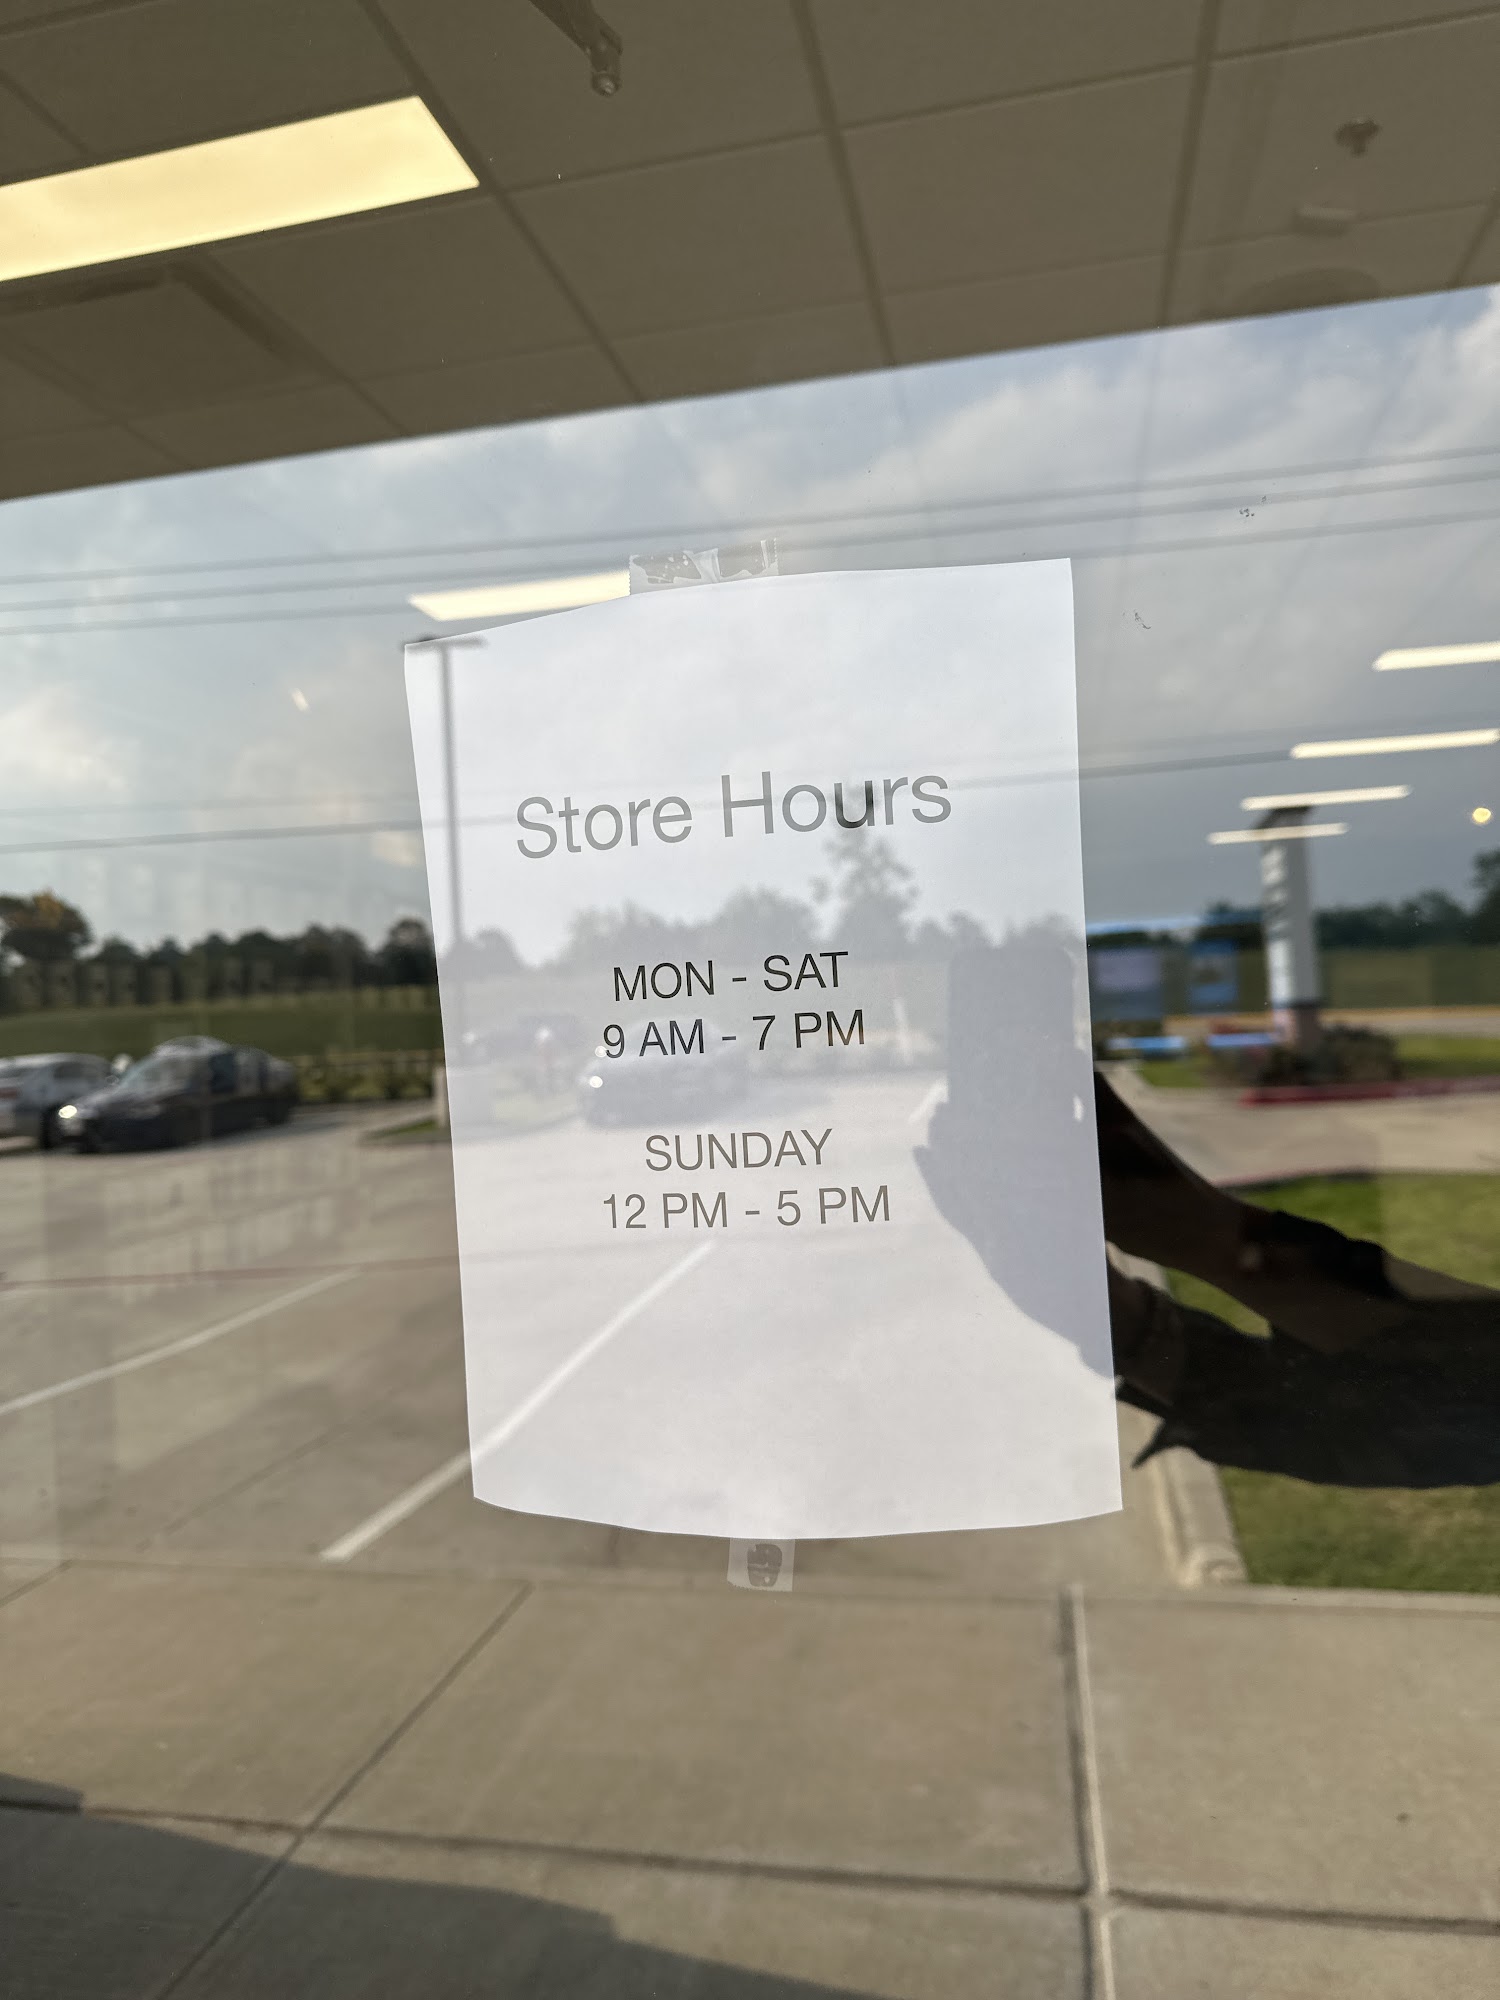 Store Hours
MON - SAT
9 AM - 7 PM
SUNDAY
12 PM - 5 PM